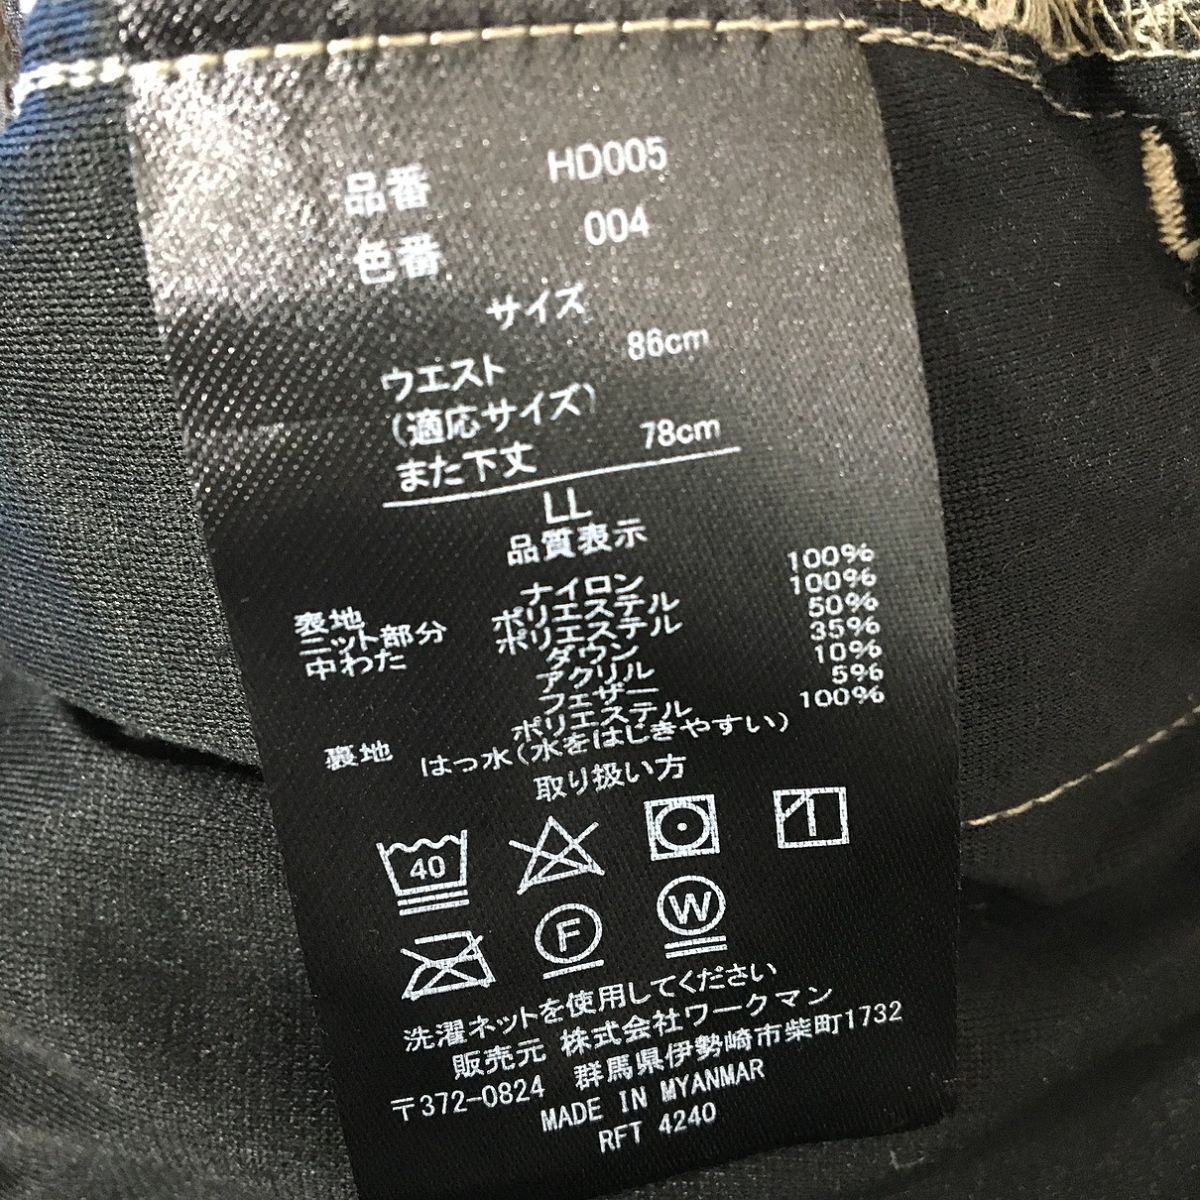 品番 HD005
色番 004
サイズ
ウエスト 86cm
(適応サイズ)
また下丈 78cm
LL
品質表示
表地 ナイロン 100%
ニット部分 ポリエステル 100%
中わた ポリエステル 50%
ダウン 35%
アクリル 10%
フェザー 5%
裏地 ポリエステル 100%
はっ水(水をはじきやすい)
取り扱い方
40
F W
洗濯ネットを使用してください
販売元 株式会社ワークマン
〒372-0824 群馬県伊勢崎市柴町1732
MADE IN MYANMAR
RFT 4240